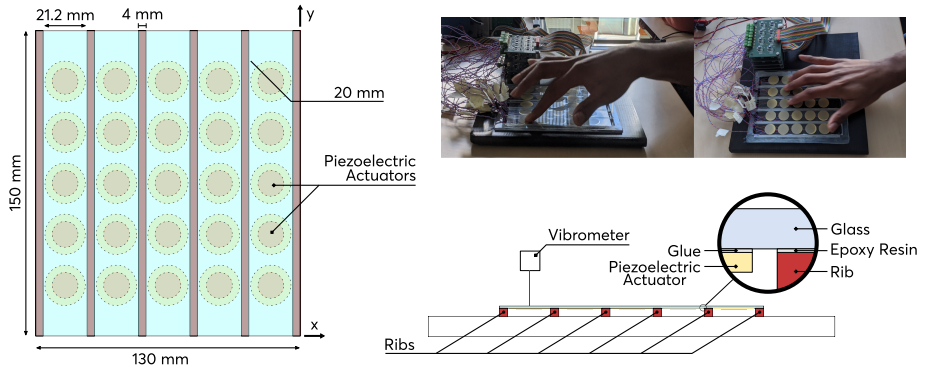 21.2 mm
4 mm
y
20 mm
Piezoelectric
Actuators
150 mm
x
130 mm
Vibrometer
Glass
Glue
Epoxy Resin
Piezoelectric
Actuator
Rib
Ribs